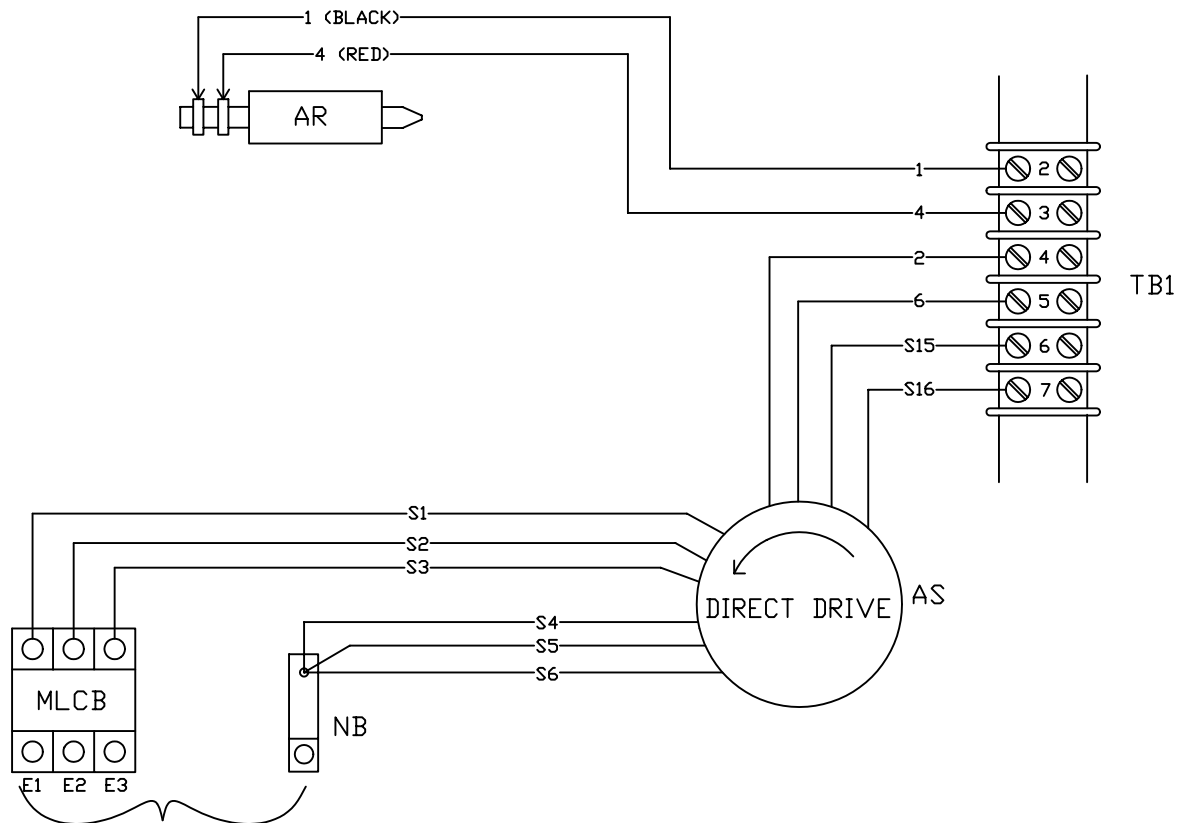 1 (BLACK)
4 (RED)
AR
1
2
4
3
2
4
TB1
6
5
S15
6
S16
7
S1
S2
S3
DIRECT DRIVE
AS
S4
S5
S6
MLCB
NB
E1 E2 E3